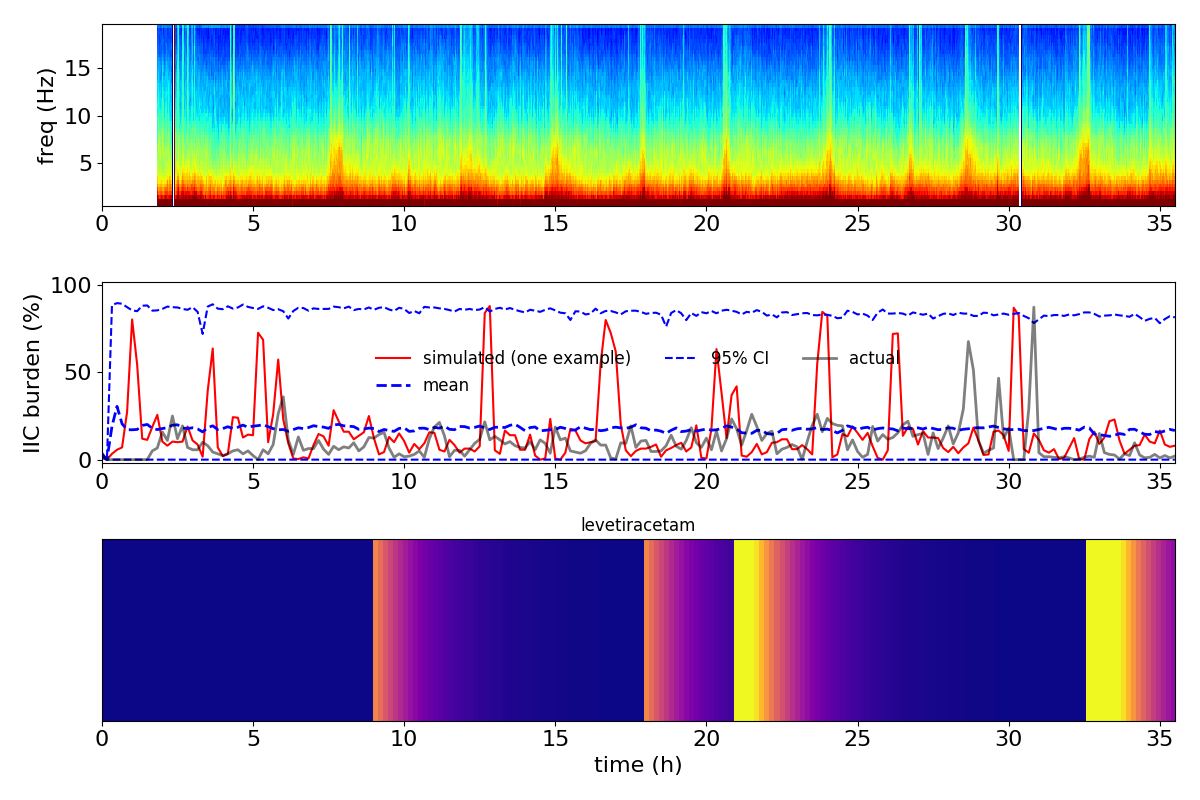 freq (Hz)
15
10
5
0 5 10 15 20 25 30 35
IIC burden (%)
100
50
0
simulated (one example) 95% CI actual
mean
0 5 10 15 20 25 30 35
levetiracetam
0 5 10 15 20 25 30 35
time (h)